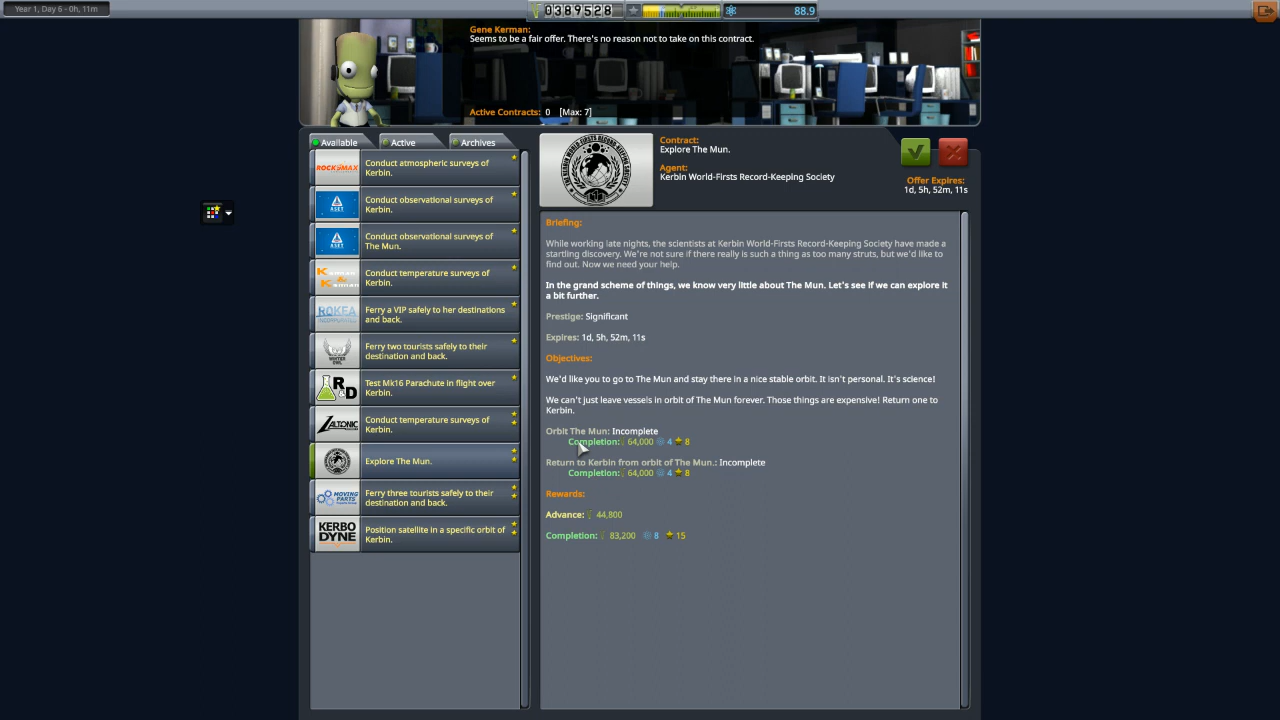 Year 1, Day 6 - 0h, 11m
0389528
88.9
Gene Kerman:
Seems to be a fair offer. There's no reason not to take on this contract.
Active Contracts: 0 [Max: 7]
Available
Active
Archives
ROCKOMAX
Conduct atmospheric surveys of
Kerbin.
ASET
Conduct observational surveys of
Kerbin.
ASET
Conduct observational surveys of
The Mun.
Conduct temperature surveys of
Kerbin.
Ferry a VIP safely to her destinations
and back.
Ferry two tourists safely to their
destination and back.
R&D
Test Mk16 Parachute in flight over
Kerbin.
Conduct temperature surveys of
Kerbin.
Explore The Mun.
MOVING
PARTS
Ferry three tourists safely to their
destination and back.
KERBO
DYNE
Position satellite in a specific orbit of
Kerbin.
Contract:
Explore The Mun.
Agent:
Kerbin World-Firsts Record-Keeping Society
Offer Expires:
1d, 5h, 52m, 11s
Briefing:
While working late nights, the scientists at Kerbin World-Firsts Record-Keeping Society have made a
startling discovery. We're not sure if there really is such a thing as too many struts, but we'd like to
find out. Now we need your help.
In the grand scheme of things, we know very little about The Mun. Let's see if we can explore it
a bit further.
Prestige: Significant
Expires: 1d, 5h, 52m, 11s
Objectives:
We'd like you to go to The Mun and stay there in a nice stable orbit. It isn't personal. It's science!
We can't just leave vessels in orbit of The Mun forever. Those things are expensive! Return one to
Kerbin.
Orbit The Mun: Incomplete
Completion: 64,000 4 8
Return to Kerbin from orbit of The Mun.: Incomplete
Completion: 64,000 4 8
Rewards:
Advance: 44,800
Completion: 83,200 8 15